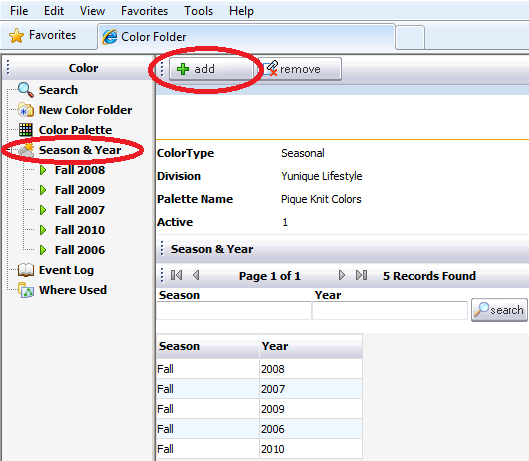 File Edit View Favorites Tools Help
Favorites Color Folder
Color
Search
New Color Folder
Color Palette
Season & Year
Fall 2008
Fall 2009
Fall 2007
Fall 2010
Fall 2006
Event Log
Where Used
add remove
ColorType Seasonal
Division Yunique Lifestyle
Palette Name Pique Knit Colors
Active 1
Season & Year
Page 1 of 1 5 Records Found
Season Year
search
Season Year
Fall 2008
Fall 2007
Fall 2009
Fall 2006
Fall 2010